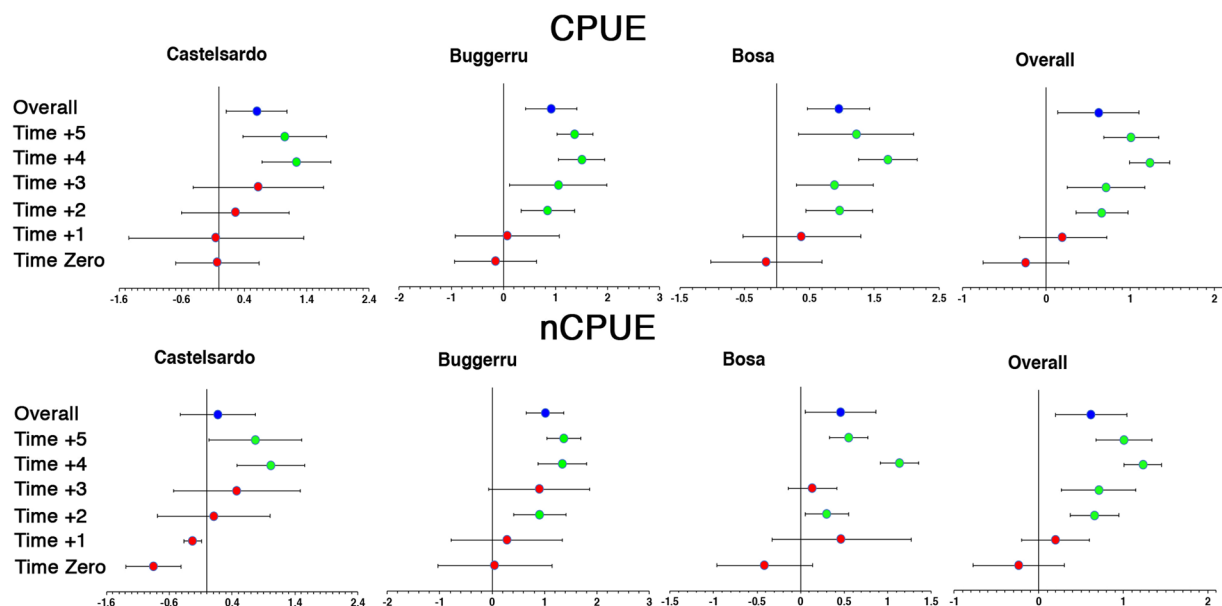 CPUE
Castelsardo Buggerru Bosa Overall
Overall
Time +5
Time +4
Time +3
Time +2
Time +1
Time Zero
-1.6 -0.6 0.4 1.4 2.4 -2 -1 0 1 2 3 -1.5 -0.5 0.5 1.5 2.5 -1 0 1 2
nCPUE
Castelsardo Buggerru Bosa Overall
Overall
Time +5
Time +4
Time +3
Time +2
Time +1
Time Zero
-1.6 -0.6 0.4 1.4 2.4 -2 -1 0 1 2 3 -1 -0.5 0 0.5 1 1.5 -1 0 1 2